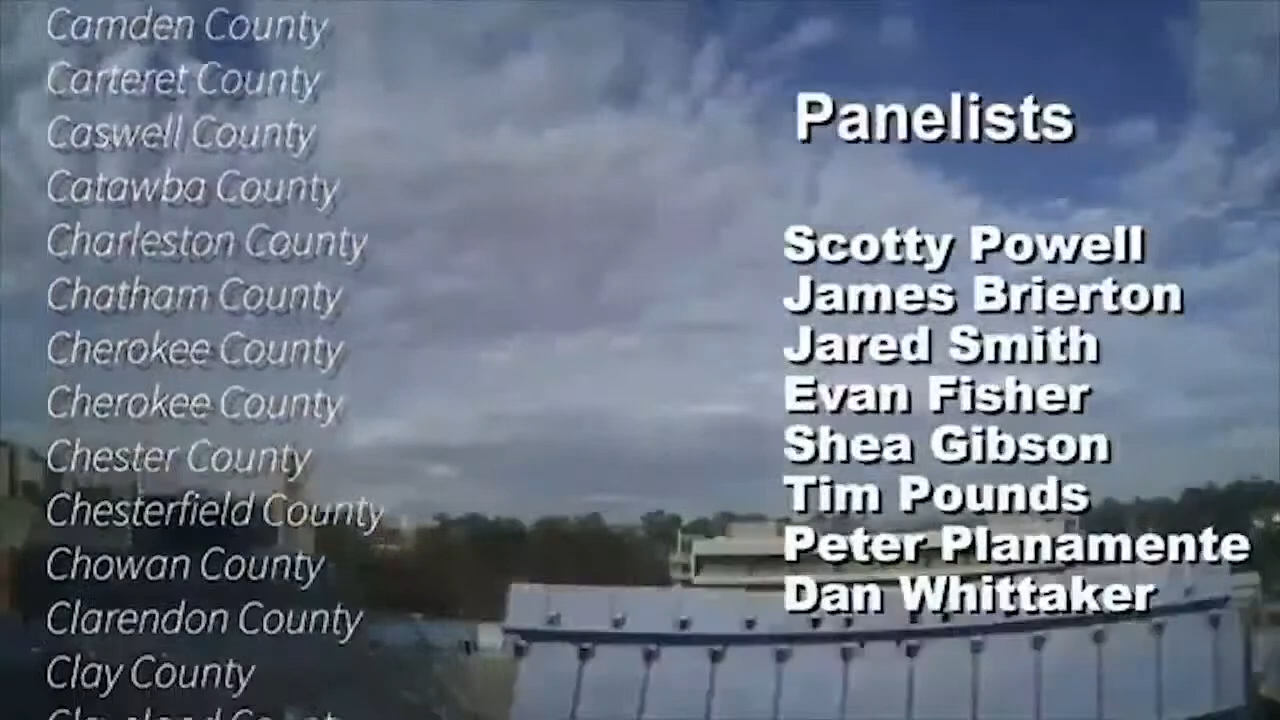 Camden County
Carteret County
Caswell County
Catawba County
Charleston County
Chatham County
Cherokee County
Cherokee County
Chester County
Chesterfield County
Chowan County
Clarendon County
Clay County
Cleveland County
Panelists
Scotty Powell
James Brierton
Jared Smith
Evan Fisher
Shea Gibson
Tim Pounds
Peter Planamente
Dan Whittaker